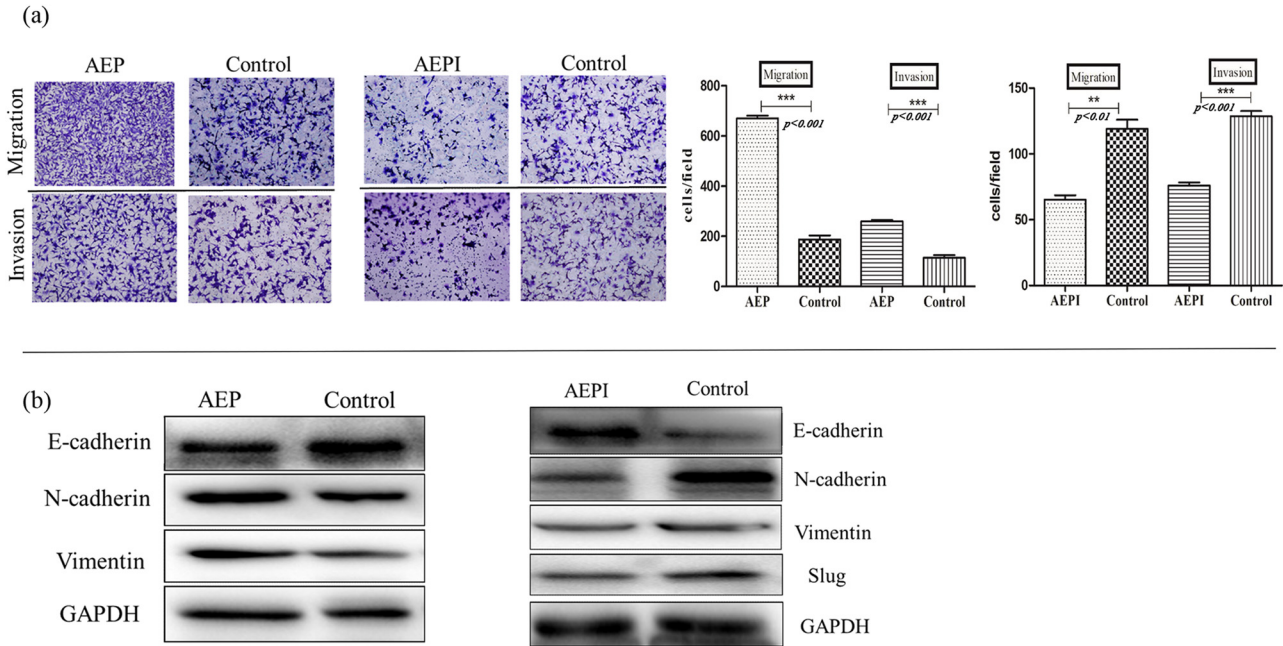 (a)
AEP Control AEPI Control
Migration
Invasion
800
600
400
200
0
cells/field
Migration
***
p<0.001
Invasion
***
p<0.001
AEP Control AEP Control
150
100
50
0
cells/field
Migration
**
p<0.01
Invasion
***
p<0.001
AEPI Control AEPI Control
(b)
AEP Control
E-cadherin
N-cadherin
Vimentin
GAPDH
AEPI Control
E-cadherin
N-cadherin
Vimentin
Slug
GAPDH